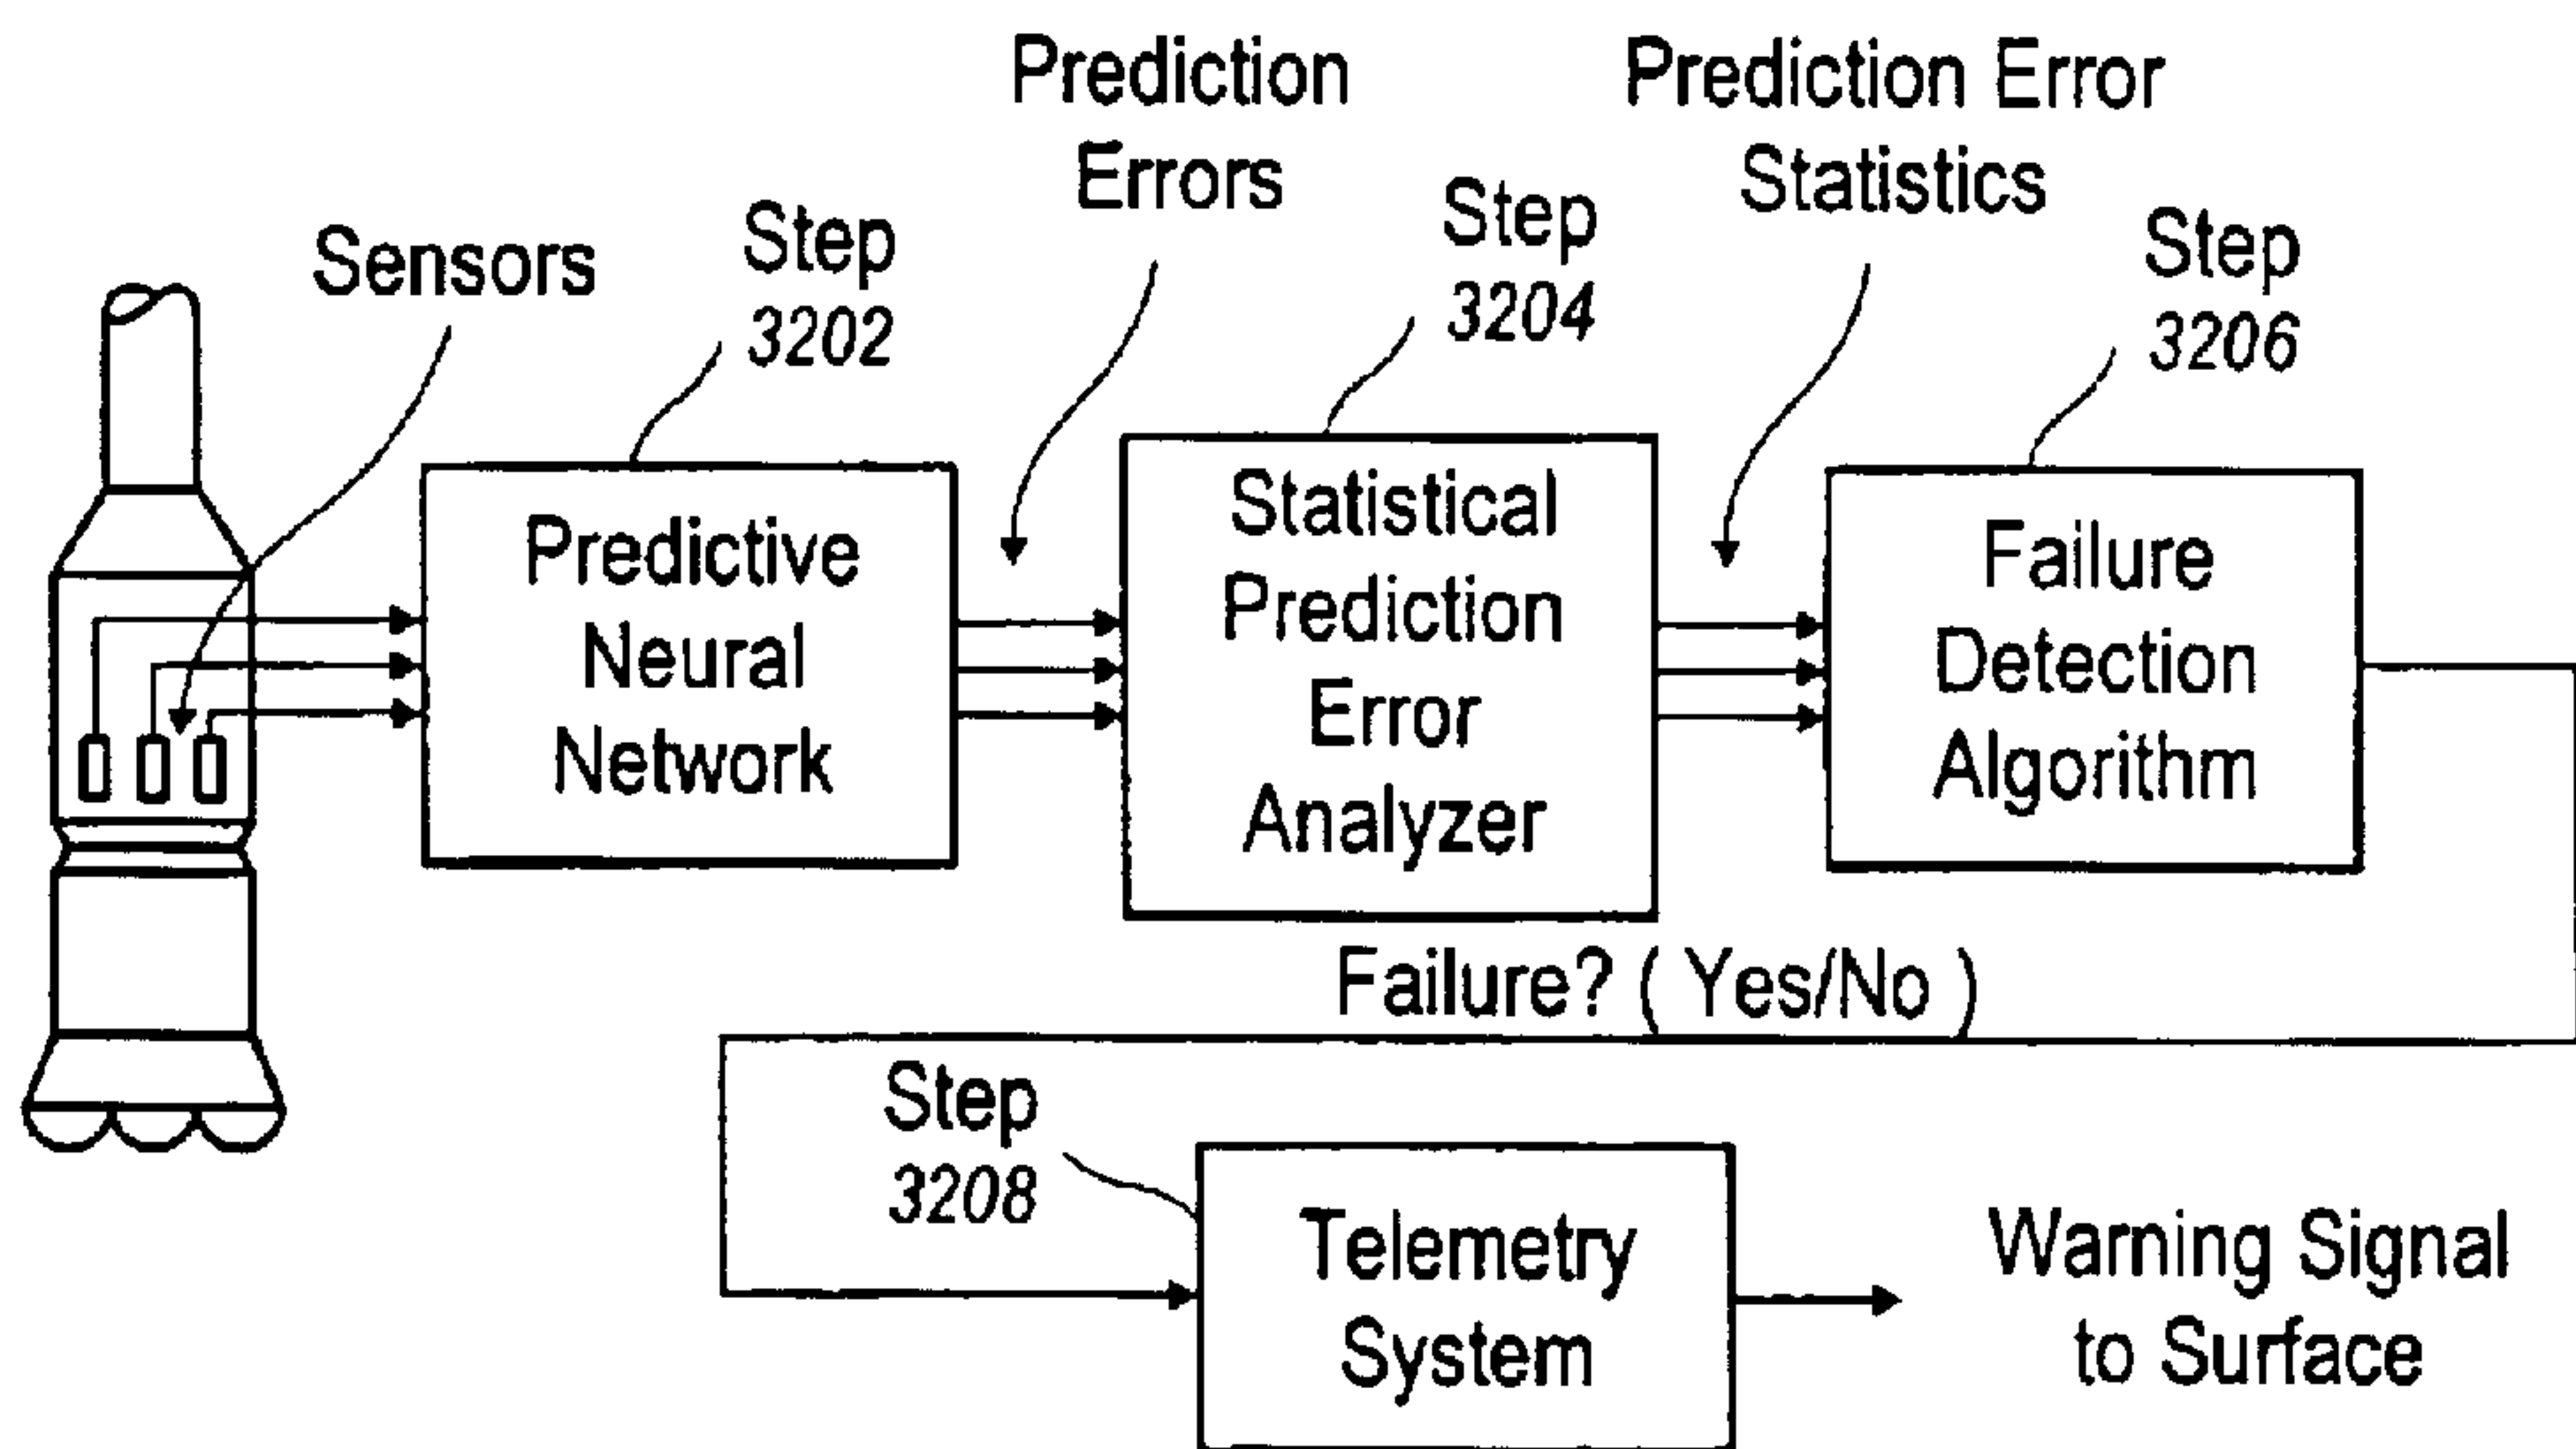 Prediction
Errors
Prediction Error
Statistics
Sensors
Step
3202
Step
3204
Step
3206
Predictive
Neural
Network
Statistical
Prediction
Error
Analyzer
Failure
Detection
Algorithm
Failure? ( Yes/No )
Step
3208
Telemetry
System
Warning Signal
to Surface